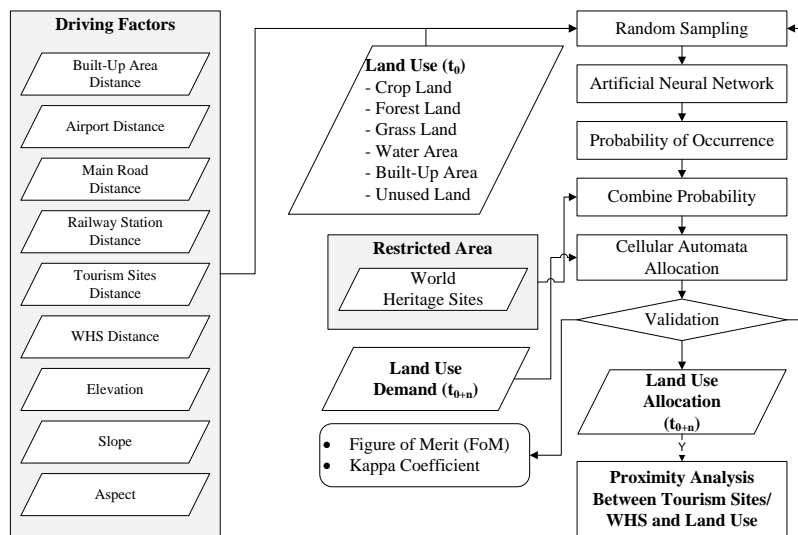 Driving Factors
Built-Up Area
Distance
Airport Distance
Main Road
Distance
Railway Station
Distance
Tourism Sites
Distance
WHS Distance
Elevation
Slope
Aspect
Land Use (t0)
- Crop Land
- Forest Land
- Grass Land
- Water Area
- Built-Up Area
- Unused Land
Restricted Area
World
Heritage Sites
Land Use
Demand (t0+n)
• Figure of Merit (FoM)
• Kappa Coefficient
Random Sampling
Artificial Neural Network
Probability of Occurrence
Combine Probability
Cellular Automata
Allocation
Validation
Land Use
Allocation
(t0+n)
Y
Proximity Analysis
Between Tourism Sites/
WHS and Land Use